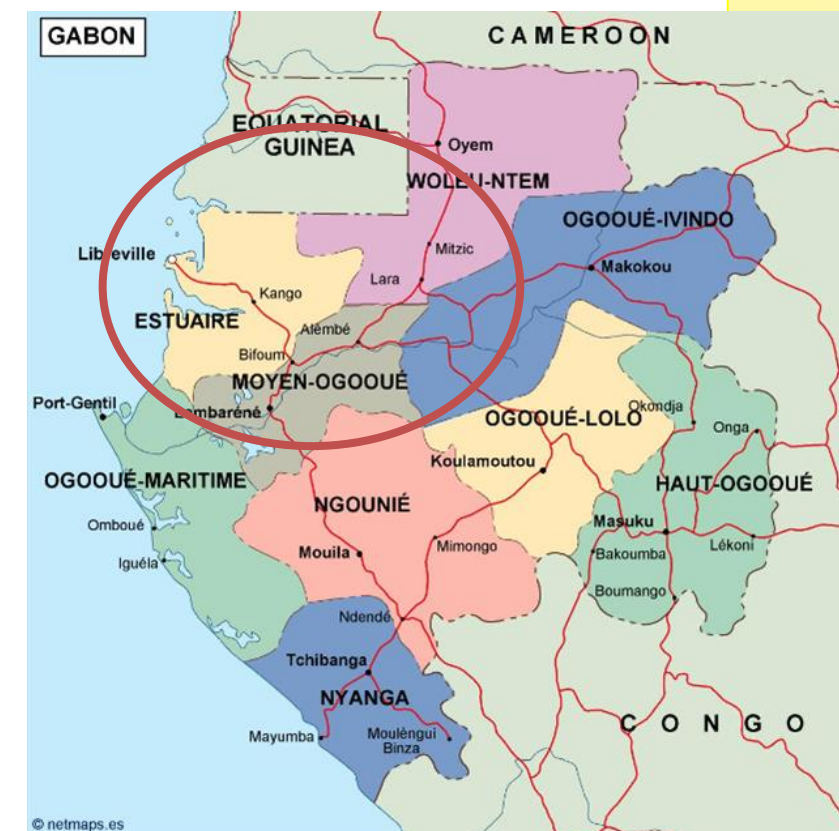 GABON
CAMEROON
EQUATORIAL
GUINEA
Oyem
WOLEU-NTEM
OGOOUÉ-IVINDO
Libreville
Mitzic
Makokou
Lara
Kango
ESTUAIRE
Alèmbé
Bifoum
MOYEN-OGOOUÉ
Port-Gentil
Lambaréné
Okondja
OGOOUÉ-LOLO
Onga
Koulamoutou
OGOOUÉ-MARITIME
HAUT-OGOOUÉ
NGOUNIÉ
Omboué
Masuku
Mouila
Mimongo
Lékoni
Iguéla
Bakoumba
Boumango
Ndendé
Tchibanga
NYANGA
CONGO
Mayumba
Moulèngui
Binza
© netmaps.es